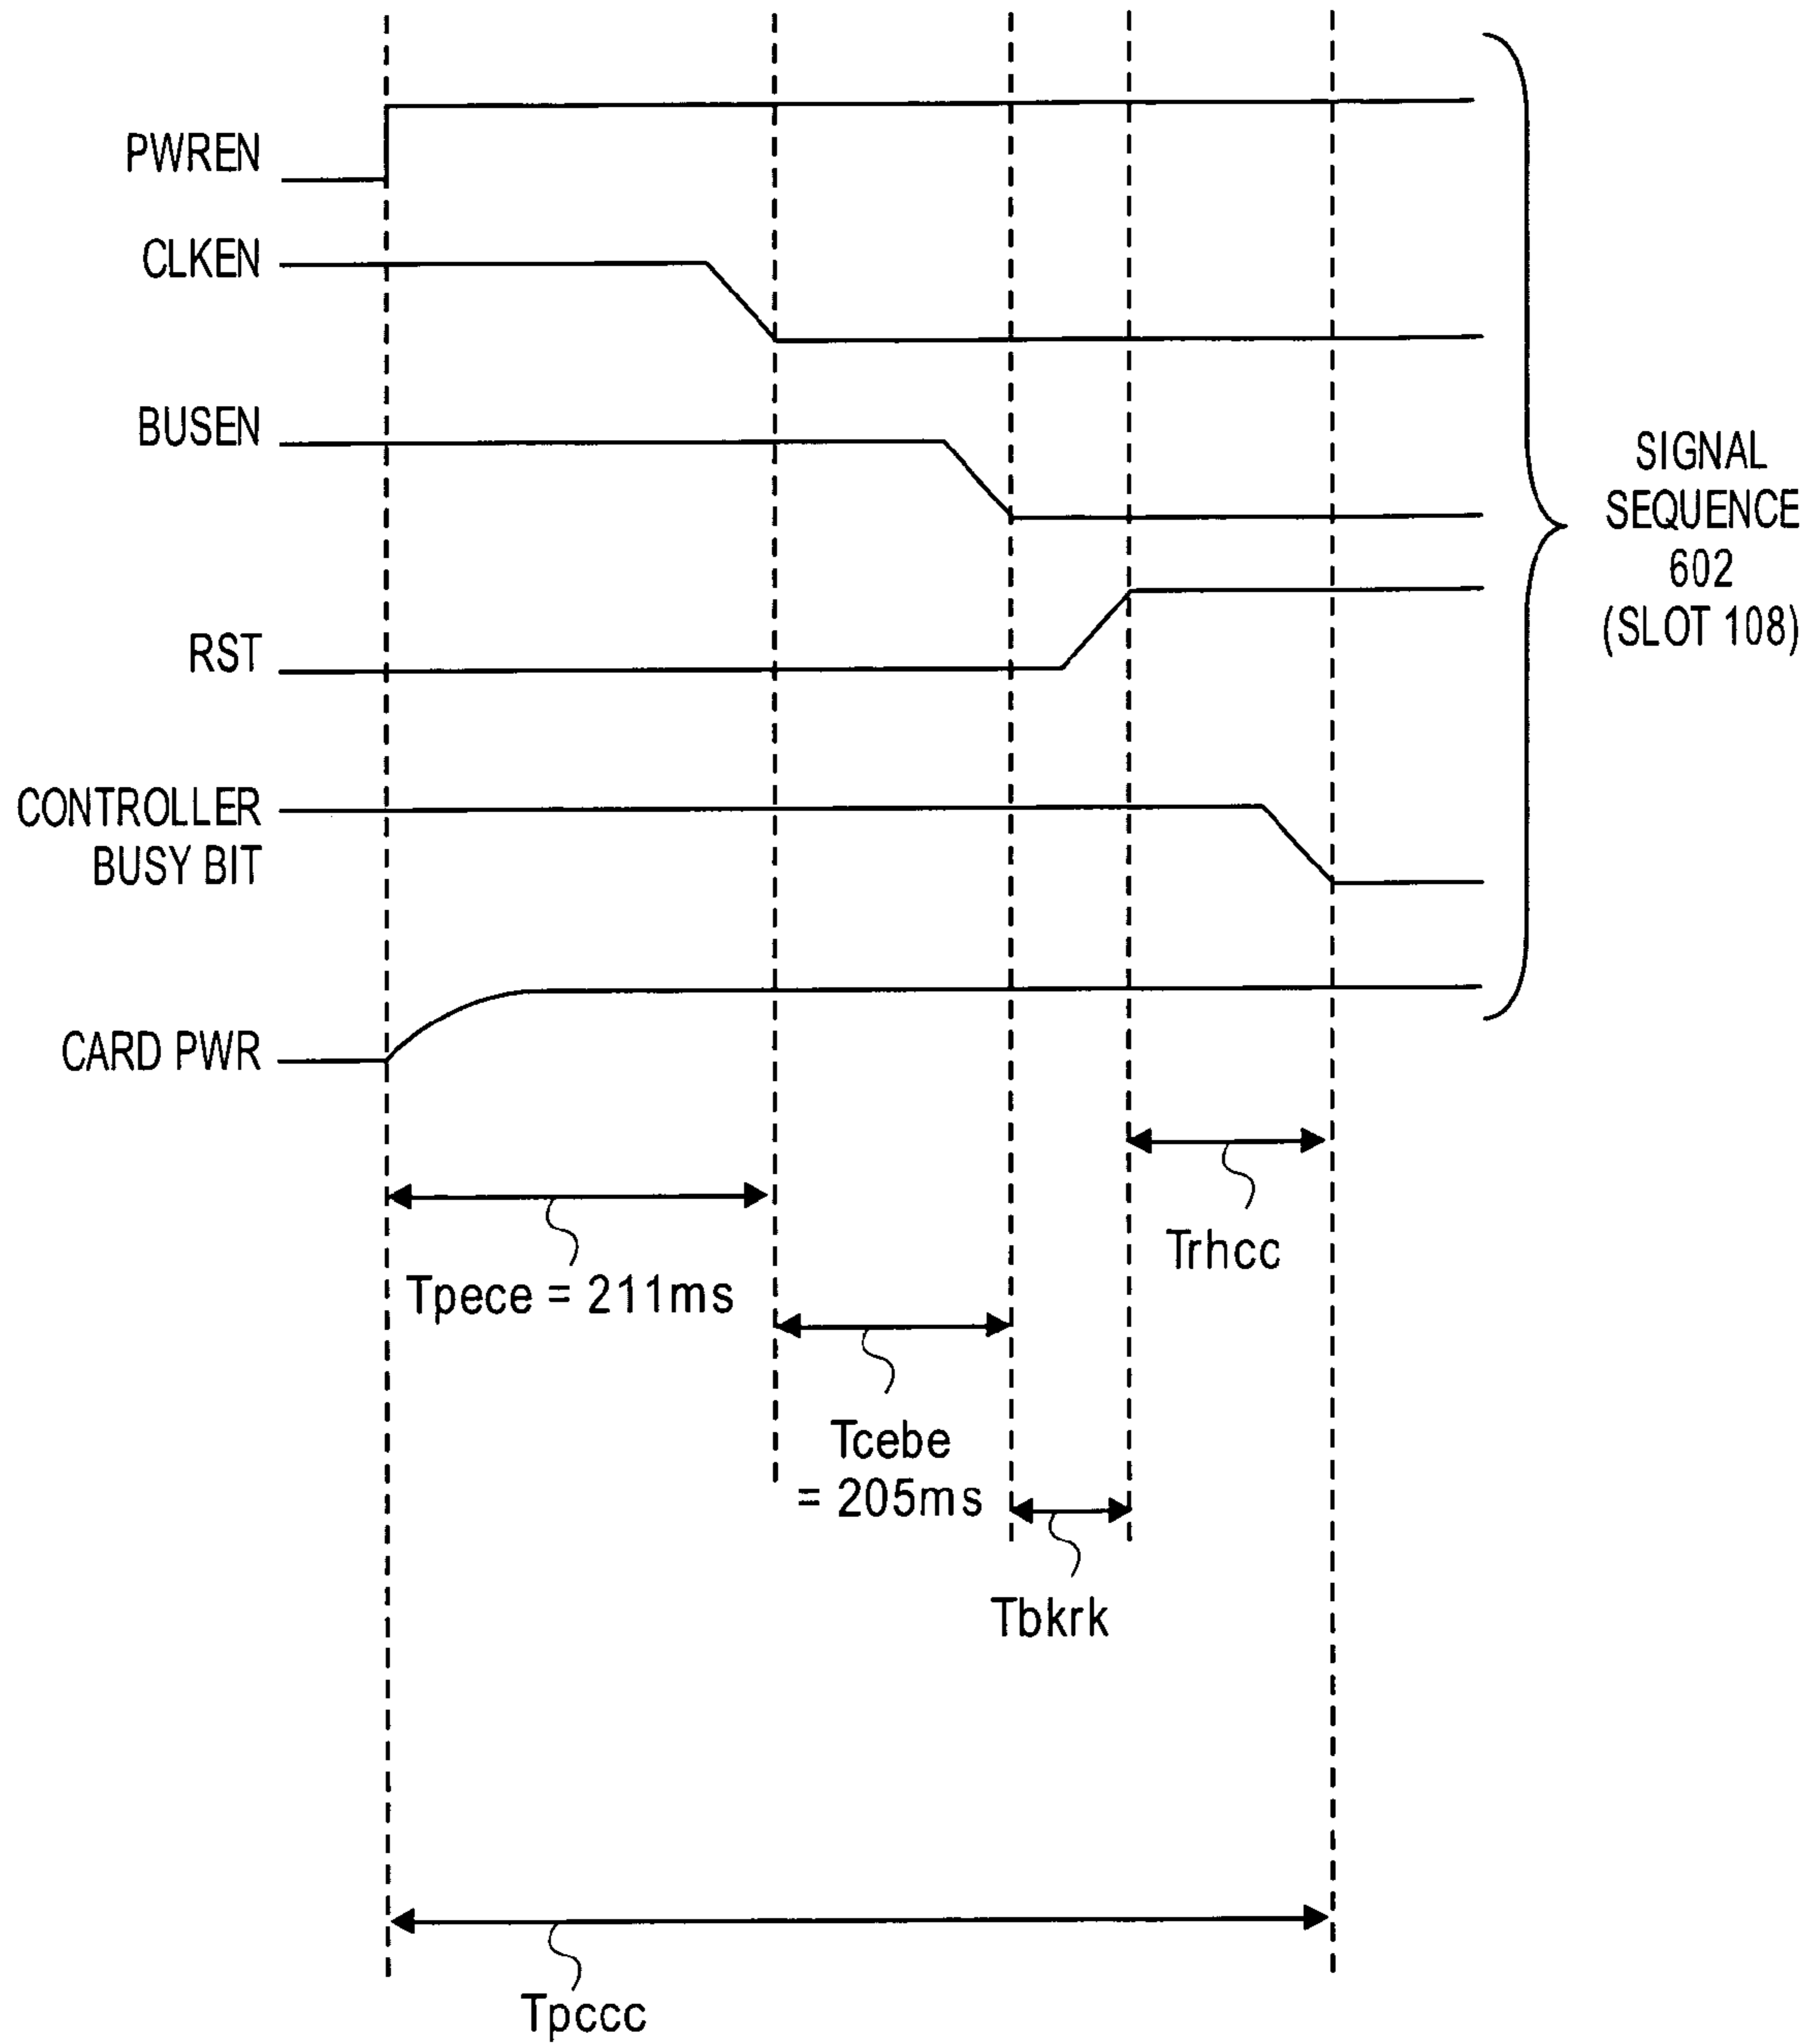 PWREN
CLKEN
BUSEN
RST
CONTROLLER
BUSY BIT
CARD PWR
SIGNAL
SEQUENCE
602
(SLOT 108)
Trhcc
Tpece = 211ms
Tcebe
= 205ms
Tbkrk
Tpccc